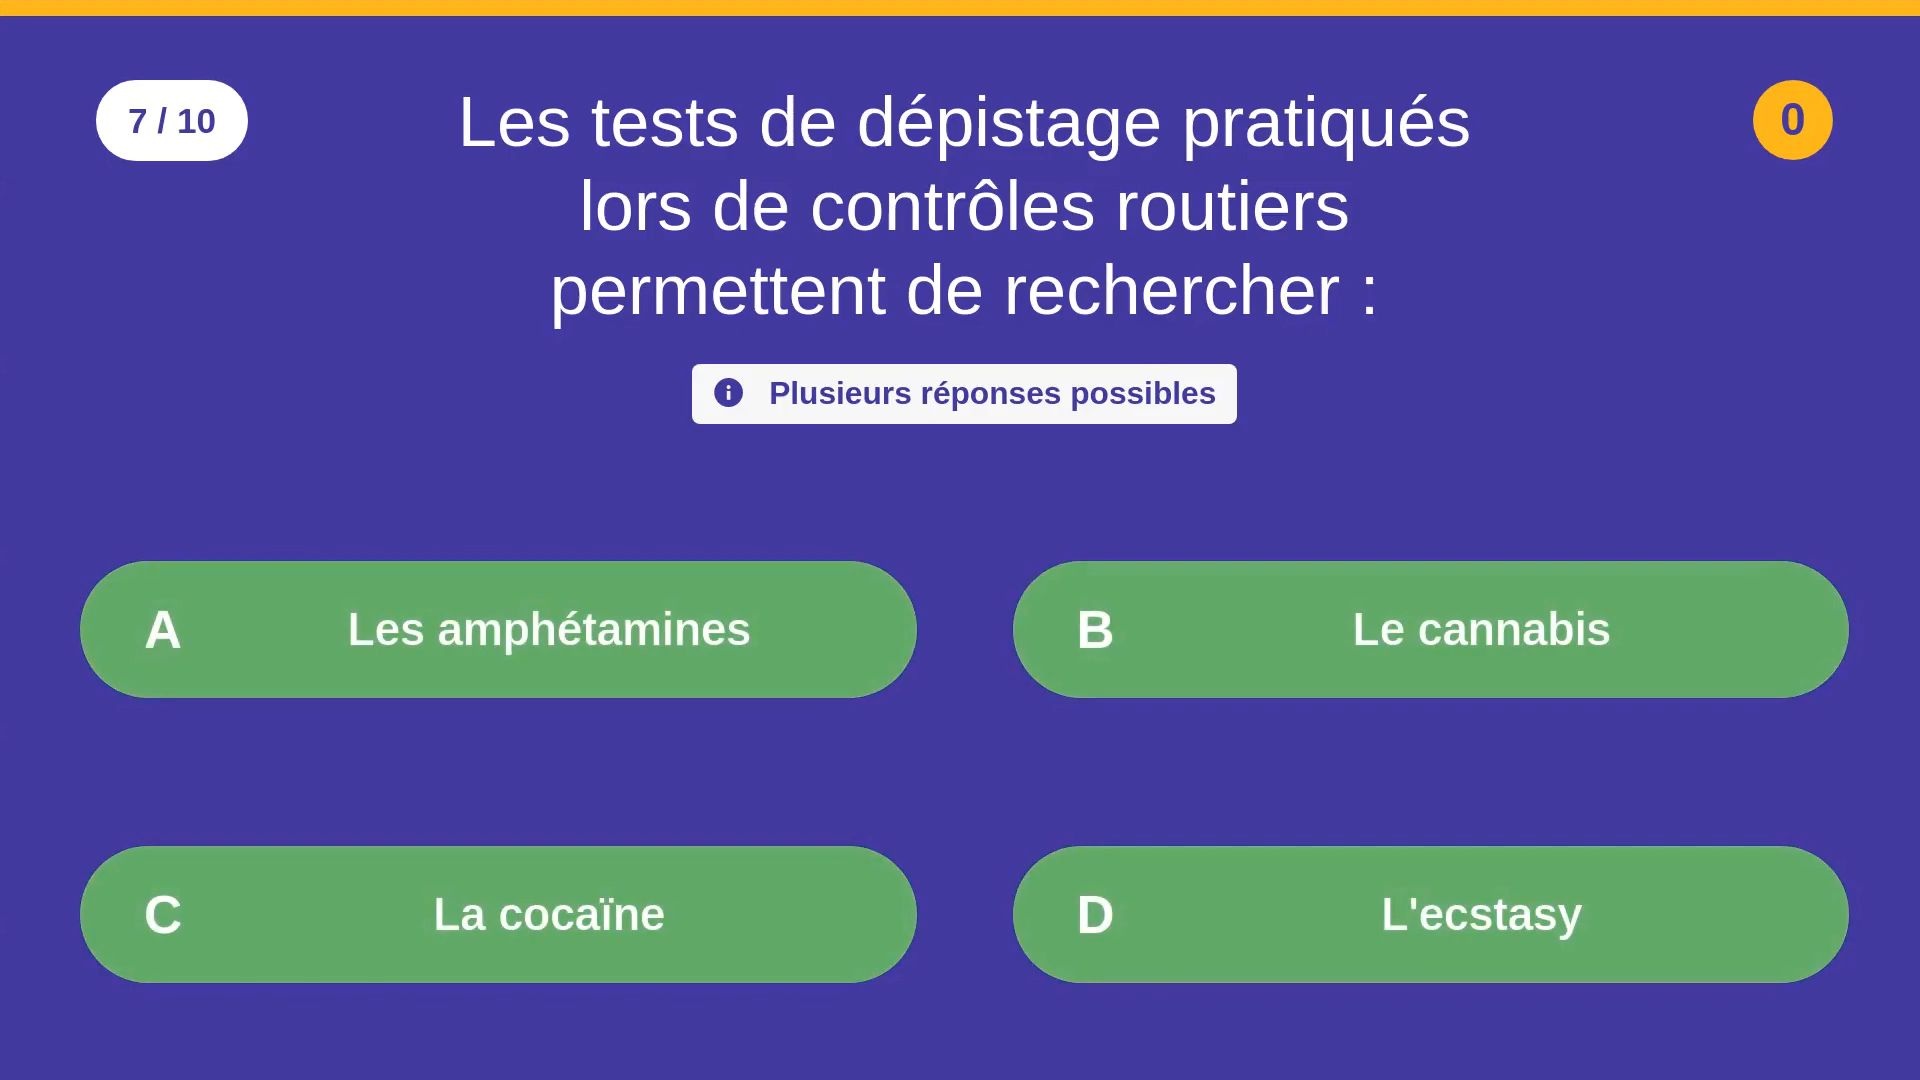 7 / 10
Les tests de dépistage pratiqués
lors de contrôles routiers
permettent de rechercher :
0
Plusieurs réponses possibles
A Les amphétamines
B Le cannabis
C La cocaïne
D L'ecstasy